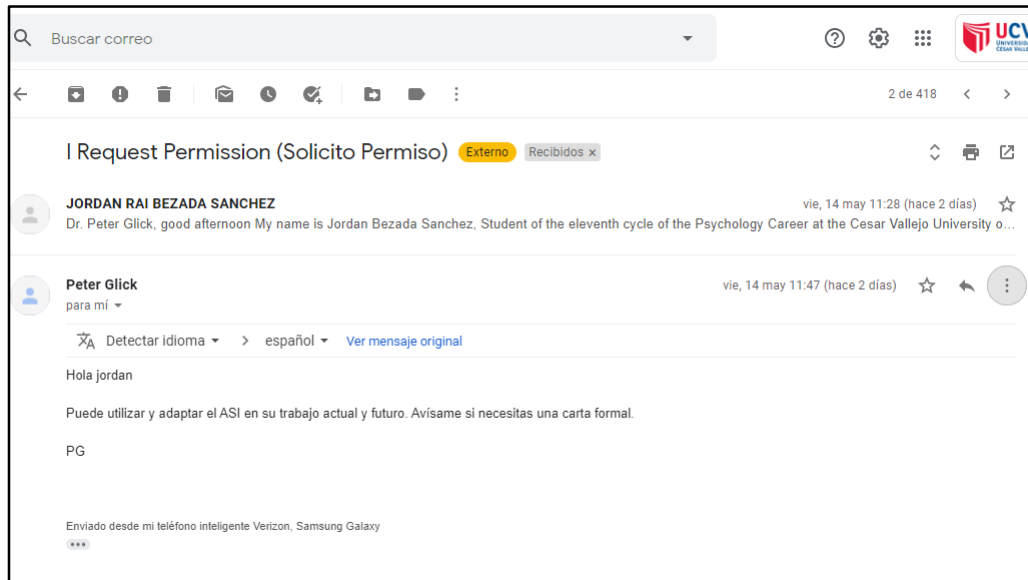 Buscar correo
UCV
UNIVERSIDAD
CÉSAR VALLEJO
2 de 418
I Request Permission (Solicito Permiso) Externo Recibidos ×
JORDAN RAI BEZADA SANCHEZ vie, 14 may 11:28 (hace 2 días)
Dr. Peter Glick, good afternoon My name is Jordan Bezada Sanchez, Student of the eleventh cycle of the Psychology Career at the Cesar Vallejo University o...
Peter Glick vie, 14 may 11:47 (hace 2 días)
para mí
Detectar idioma > español Ver mensaje original
Hola jordan
Puede utilizar y adaptar el ASI en su trabajo actual y futuro. Avísame si necesitas una carta formal.
PG
Enviado desde mi teléfono inteligente Verizon, Samsung Galaxy